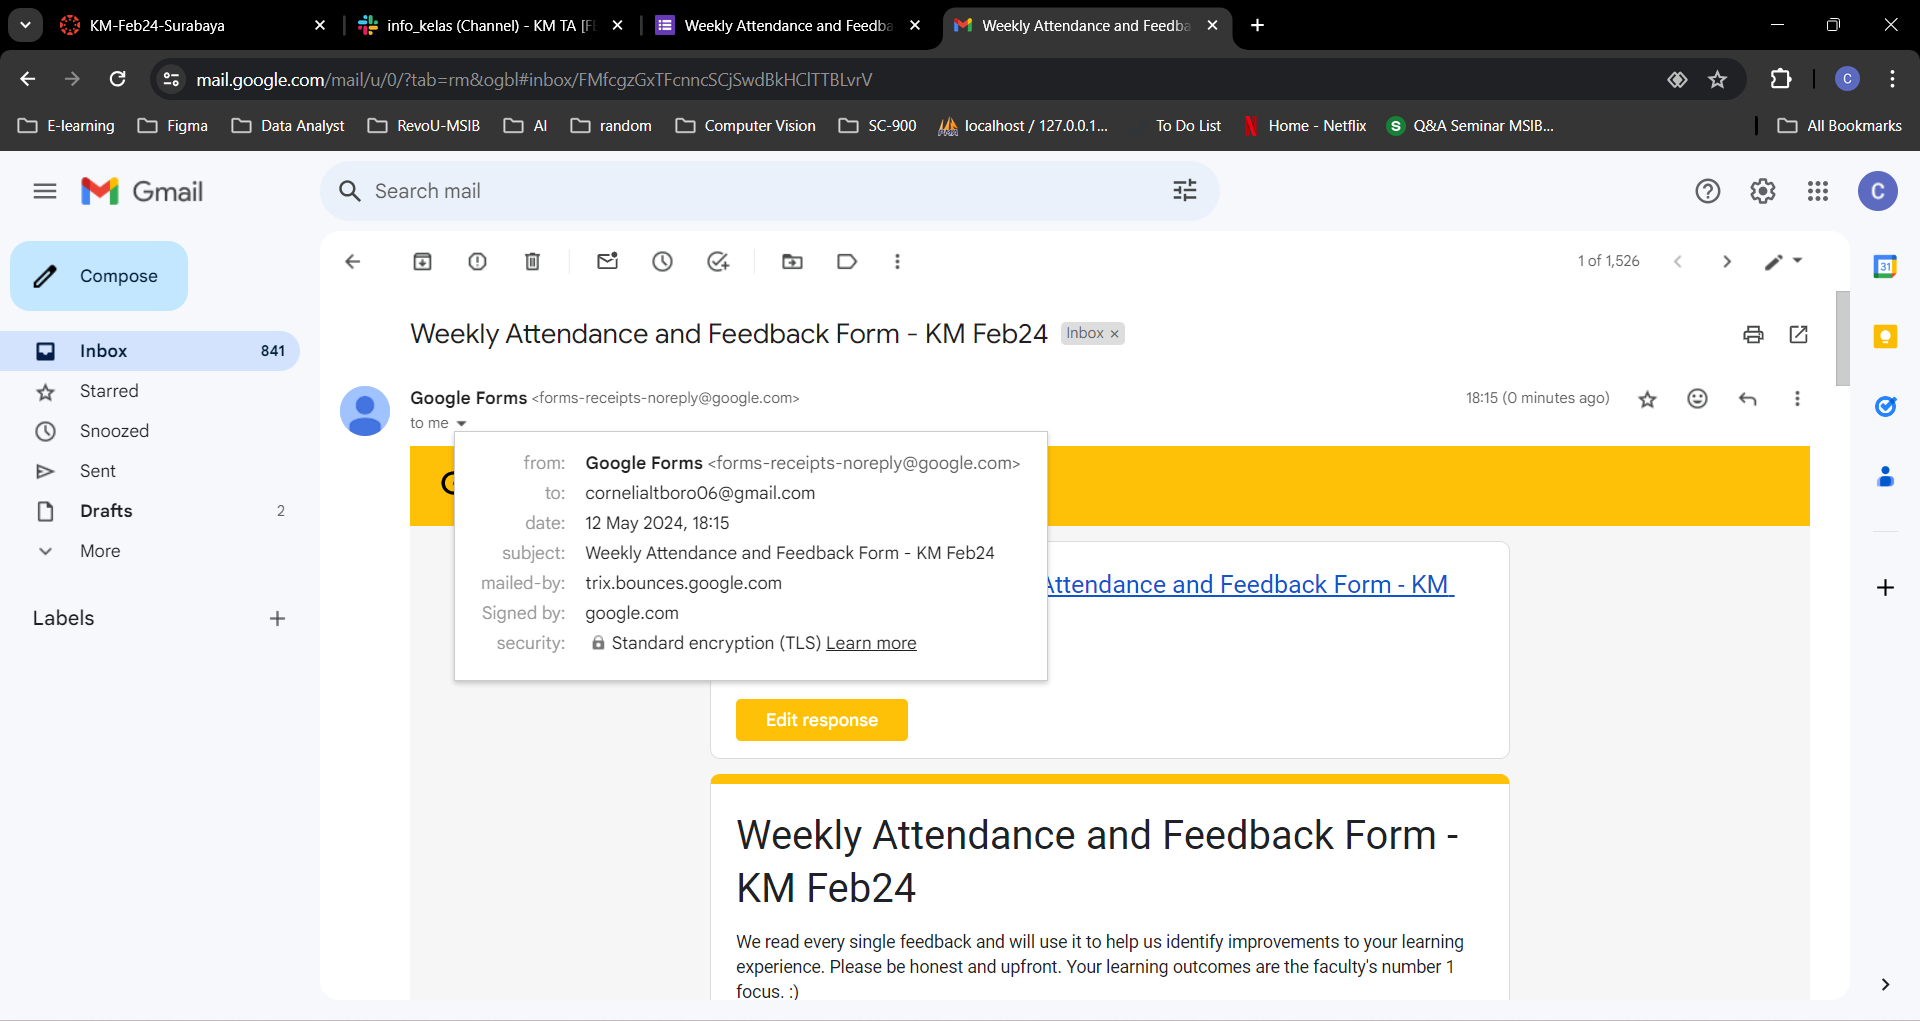 KM-Feb24-Surabaya
info_kelas (Channel) - KM TA [F
Weekly Attendance and Feedba
Weekly Attendance and Feedba
mail.google.com/mail/u/0/?tab=rm&ogbl#inbox/FMfcgzGxTFcnncSCjSwdBkHClTTBLvrV
C
E-learning
Figma
Data Analyst
RevoU-MSIB
AI
random
Computer Vision
SC-900
localhost / 127.0.0.1...
To Do List
Home - Netflix
S Q&A Seminar MSIB...
All Bookmarks
Gmail
Search mail
C
Compose
1 of 1,526
31
Weekly Attendance and Feedback Form - KM Feb24
Inbox ×
Inbox 841
Starred
Snoozed
Sent
Drafts 2
More
Labels
Google Forms <forms-receipts-noreply@google.com>
18:15 (0 minutes ago)
to me
from: Google Forms <forms-receipts-noreply@google.com>
to: cornelialtboro06@gmail.com
date: 12 May 2024, 18:15
subject: Weekly Attendance and Feedback Form - KM Feb24
mailed-by: trix.bounces.google.com
Signed by: google.com
security: Standard encryption (TLS) Learn more
Attendance and Feedback Form - KM
Edit response
Weekly Attendance and Feedback Form -
KM Feb24
We read every single feedback and will use it to help us identify improvements to your learning
experience. Please be honest and upfront. Your learning outcomes are the faculty's number 1
focus. :)